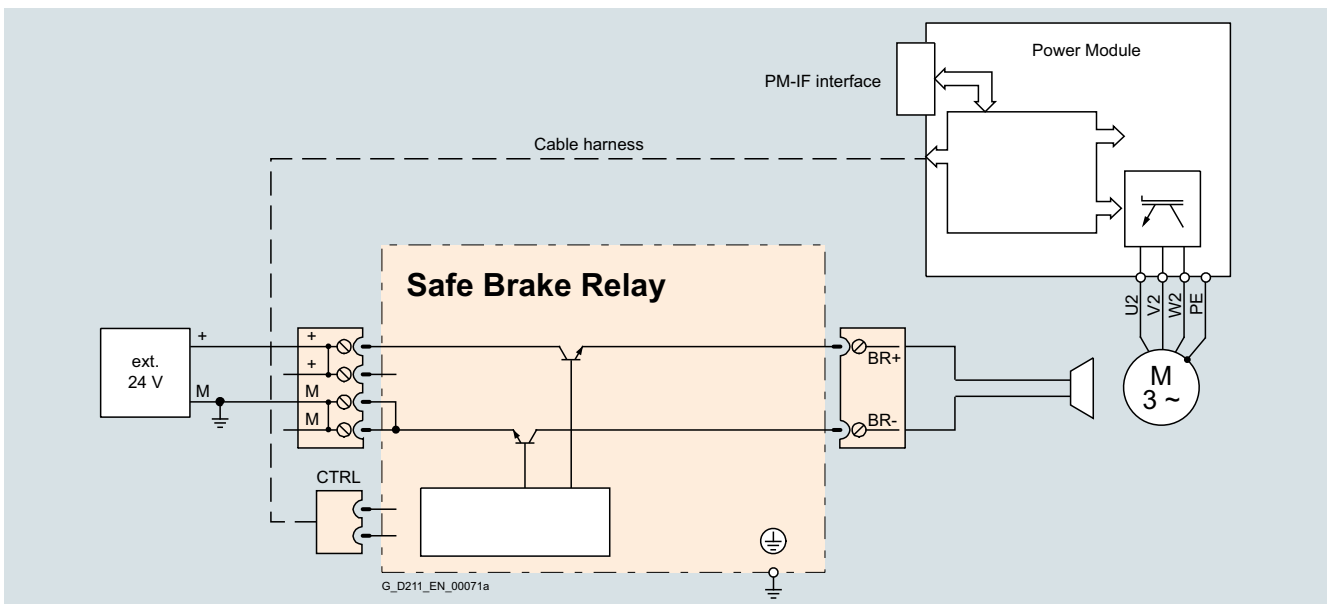 Power Module
PM-IF interface
Cable harness
Safe Brake Relay
ext.
24 V
+
M
+
+
M
M
CTRL
BR+
BR-
U2
V2
W2
PE
M
3 ~
G_D211_EN_00071a